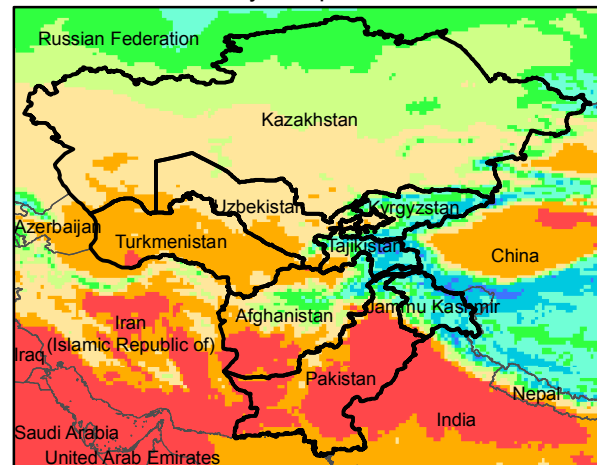 Russian Federation
Kazakhstan
Uzbekistan
Kyrgyzstan
Azerbaijan
Turkmenistan
Tajikistan
China
Afghanistan
Jammu Kashmir
Iran
(Islamic Republic of)
Iraq
Pakistan
Nepal
India
Saudi Arabia
United Arab Emirates